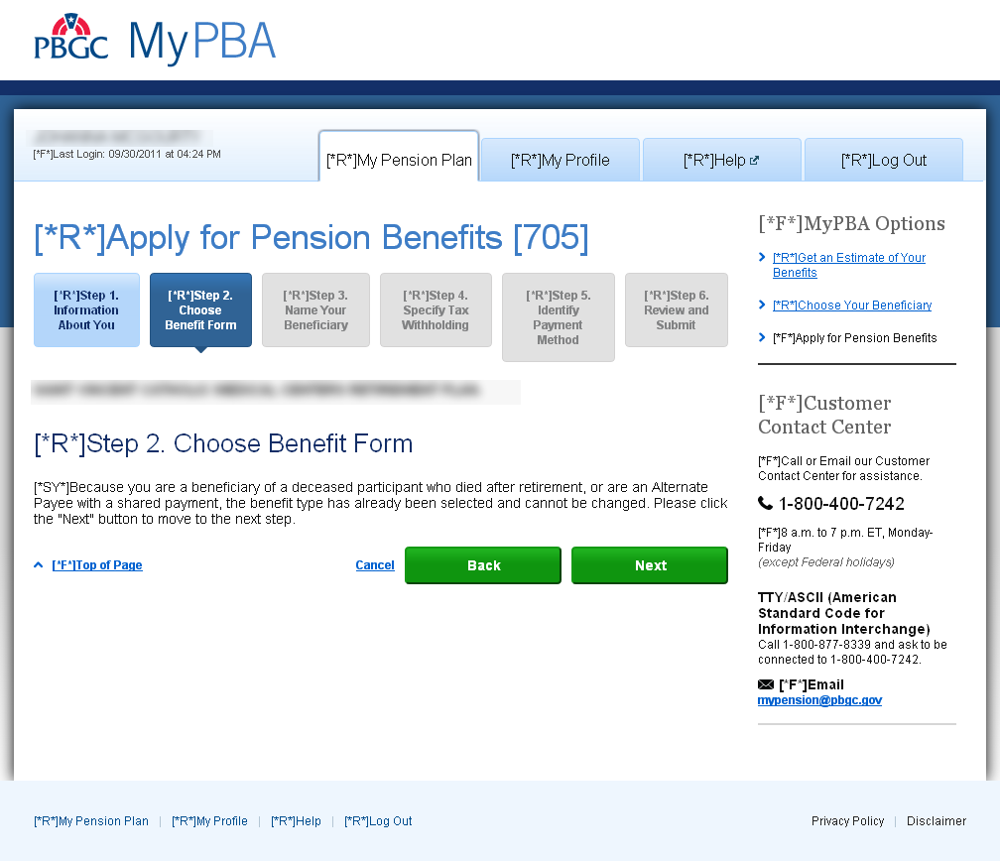 PBGC MyPBA
[*F*]Last Login: 09/30/2011 at 04:24 PM
[*R*]My Pension Plan
[*R*]My Profile
[*R*]Help
[*R*]Log Out
[*R*]Apply for Pension Benefits [705]
[*R*]Step 1.
Information
About You
[*R*]Step 2.
Choose
Benefit Form
[*R*]Step 3.
Name Your
Beneficiary
[*R*]Step 4.
Specify Tax
Withholding
[*R*]Step 5.
Identify
Payment
Method
[*R*]Step 6.
Review and
Submit
[*R*]Step 2. Choose Benefit Form
[*SY*]Because you are a beneficiary of a deceased participant who died after retirement, or are an Alternate
Payee with a shared payment, the benefit type has already been selected and cannot be changed. Please click
the "Next" button to move to the next step.
[*F*]Top of Page
Cancel
Back
Next
[*F*]MyPBA Options
[*R*]Get an Estimate of Your
Benefits
[*R*]Choose Your Beneficiary
[*F*]Apply for Pension Benefits
[*F*]Customer
Contact Center
[*F*]Call or Email our Customer
Contact Center for assistance.
1-800-400-7242
[*F*]8 a.m. to 7 p.m. ET, Monday-
Friday
(except Federal holidays)
TTY/ASCII (American
Standard Code for
Information Interchange)
Call 1-800-877-8339 and ask to be
connected to 1-800-400-7242.
[*F*]Email
mypension@pbgc.gov
[*R*]My Pension Plan | [*R*]My Profile | [*R*]Help | [*R*]Log Out
Privacy Policy | Disclaimer